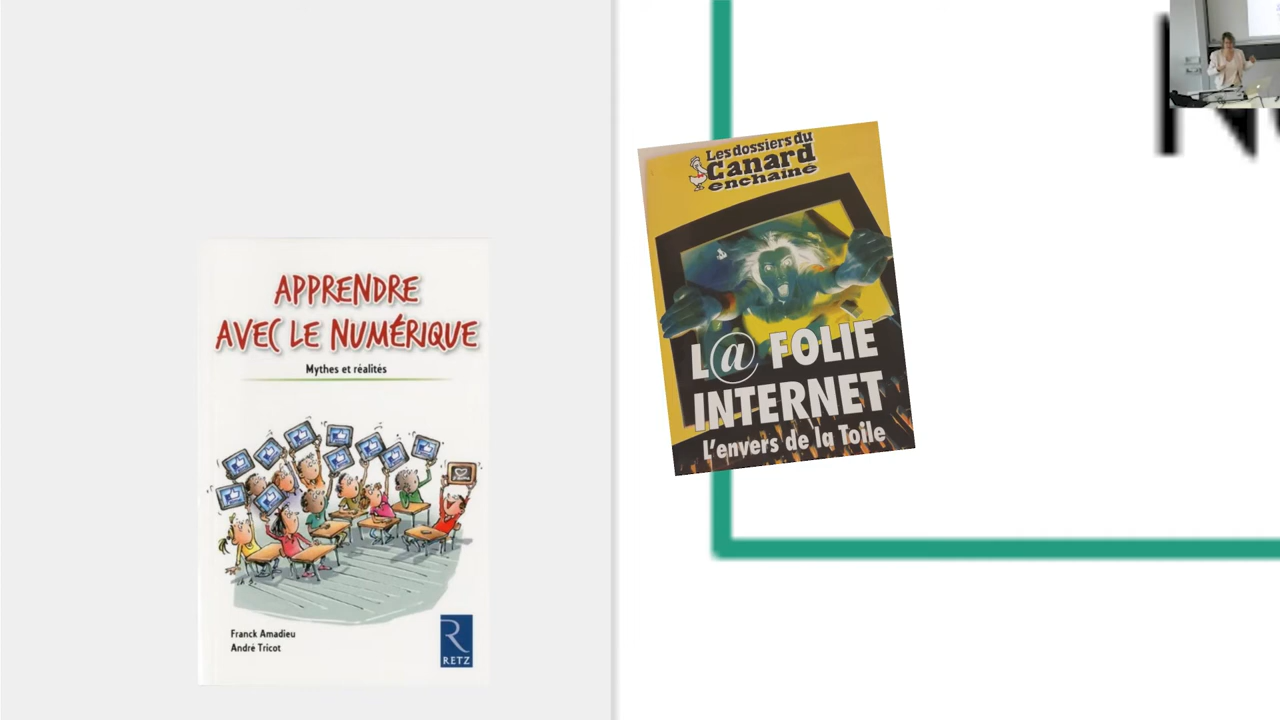 APPRENDRE
AVEC LE NUMÉRIQUE
Mythes et réalités
Franck Amadieu
André Tricot
R
RETZ
Les dossiers du
Canard
enchaîné
L@ FOLIE
INTERNET
L'envers de la Toile